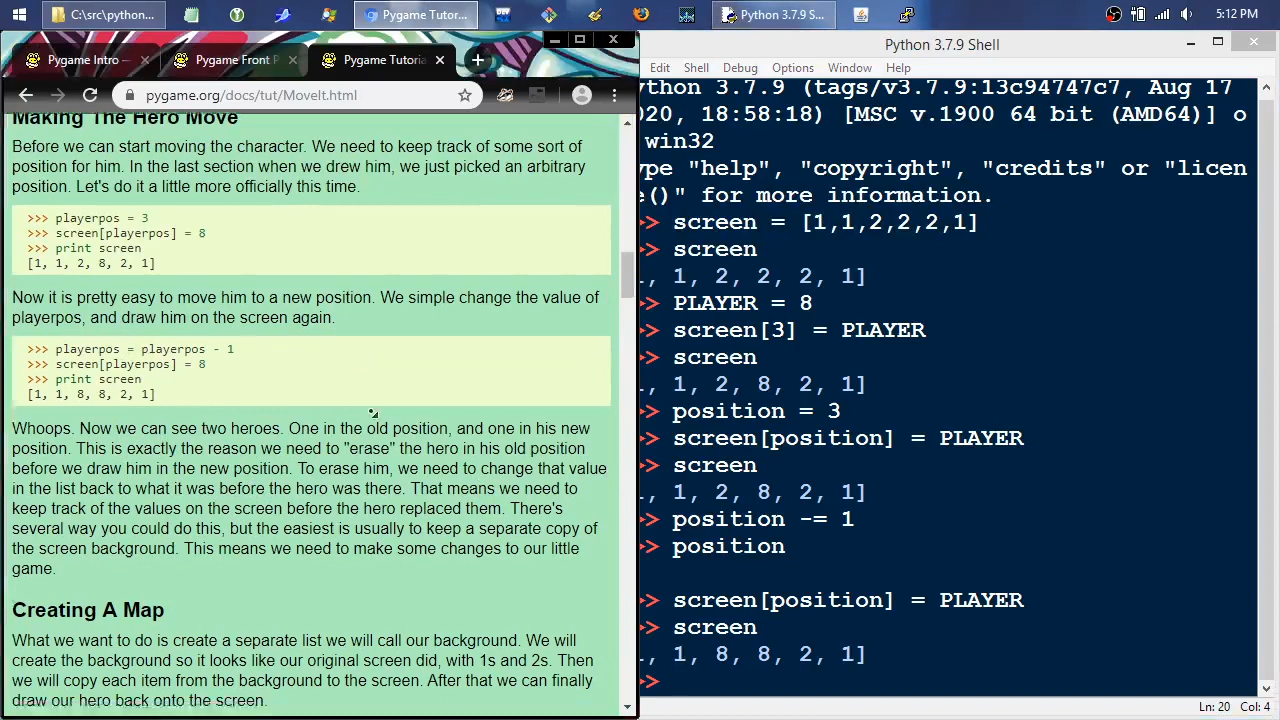 C:\src\python...
Pygame Tutor...
Python 3.7.9 S...
5:12 PM
Pygame Intro —
Pygame Front P
Pygame Tutoria
pygame.org/docs/tut/MoveIt.html
Making The Hero Move
Before we can start moving the character. We need to keep track of some sort of
position for him. In the last section when we drew him, we just picked an arbitrary
position. Let's do it a little more officially this time.
>>> playerpos = 3
>>> screen[playerpos] = 8
>>> print screen
[1, 1, 2, 8, 2, 1]
Now it is pretty easy to move him to a new position. We simple change the value of
playerpos, and draw him on the screen again.
>>> playerpos = playerpos - 1
>>> screen[playerpos] = 8
>>> print screen
[1, 1, 8, 8, 2, 1]
Whoops. Now we can see two heroes. One in the old position, and one in his new
position. This is exactly the reason we need to "erase" the hero in his old position
before we draw him in the new position. To erase him, we need to change that value
in the list back to what it was before the hero was there. That means we need to
keep track of the values on the screen before the hero replaced them. There's
several way you could do this, but the easiest is usually to keep a separate copy of
the screen background. This means we need to make some changes to our little
game.
Creating A Map
What we want to do is create a separate list we will call our background. We will
create the background so it looks like our original screen did, with 1s and 2s. Then
we will copy each item from the background to the screen. After that we can finally
draw our hero back onto the screen.
Python 3.7.9 Shell
Edit Shell Debug Options Window Help
ython 3.7.9 (tags/v3.7.9:13c94747c7, Aug 17
020, 18:58:18) [MSC v.1900 64 bit (AMD64)] o
win32
ype "help", "copyright", "credits" or "licen
e()" for more information.
>> screen = [1,1,2,2,2,1]
>> screen
, 1, 2, 2, 2, 1]
>> PLAYER = 8
>> screen[3] = PLAYER
>> screen
, 1, 2, 8, 2, 1]
>> position = 3
>> screen[position] = PLAYER
>> screen
, 1, 2, 8, 2, 1]
>> position -= 1
>> position
>> screen[position] = PLAYER
>> screen
, 1, 8, 8, 2, 1]
>>
Ln: 20 Col: 4